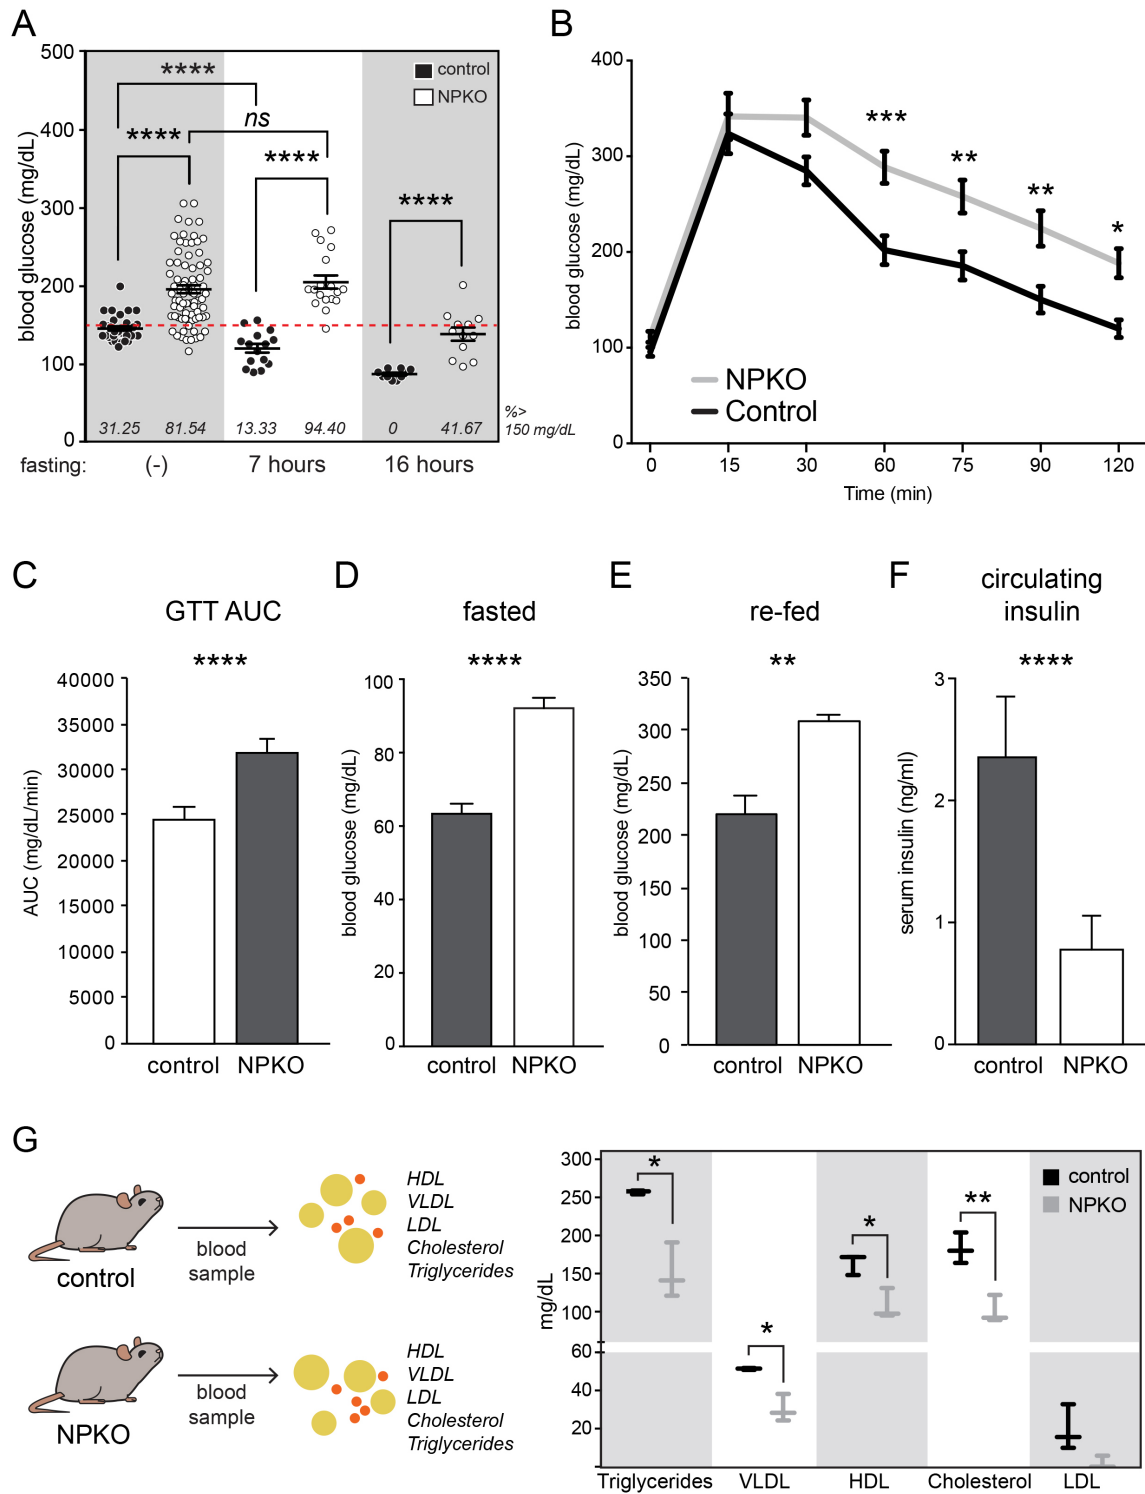 A
500
400
300
200
100
0
blood glucose (mg/dL)
control
NPKO
****
****
ns
****
****
31.25 81.54 13.33 94.40 0 41.67
%>
150 mg/dL
fasting: (-) 7 hours 16 hours
B
400
300
200
100
0
blood glucose (mg/dL)
***
**
**
*
NPKO
Control
0 15 30 60 75 90 120
Time (min)
C
GTT AUC
****
40000
35000
30000
25000
20000
15000
10000
5000
0
AUC (mg/dL/min)
control NPKO
D
fasted
****
100
80
60
40
20
0
blood glucose (mg/dL)
control NPKO
E
re-fed
**
350
300
250
200
150
100
50
0
blood glucose (mg/dL)
control NPKO
F
circulating
insulin
****
3
2
1
0
serum insulin (ng/ml)
control NPKO
G
control
blood
sample
HDL
VLDL
LDL
Cholesterol
Triglycerides
NPKO
blood
sample
HDL
VLDL
LDL
Cholesterol
Triglycerides
300
250
200
150
100
60
40
20
mg/dL
*
*
*
**
control
NPKO
Triglycerides VLDL HDL Cholesterol LDL